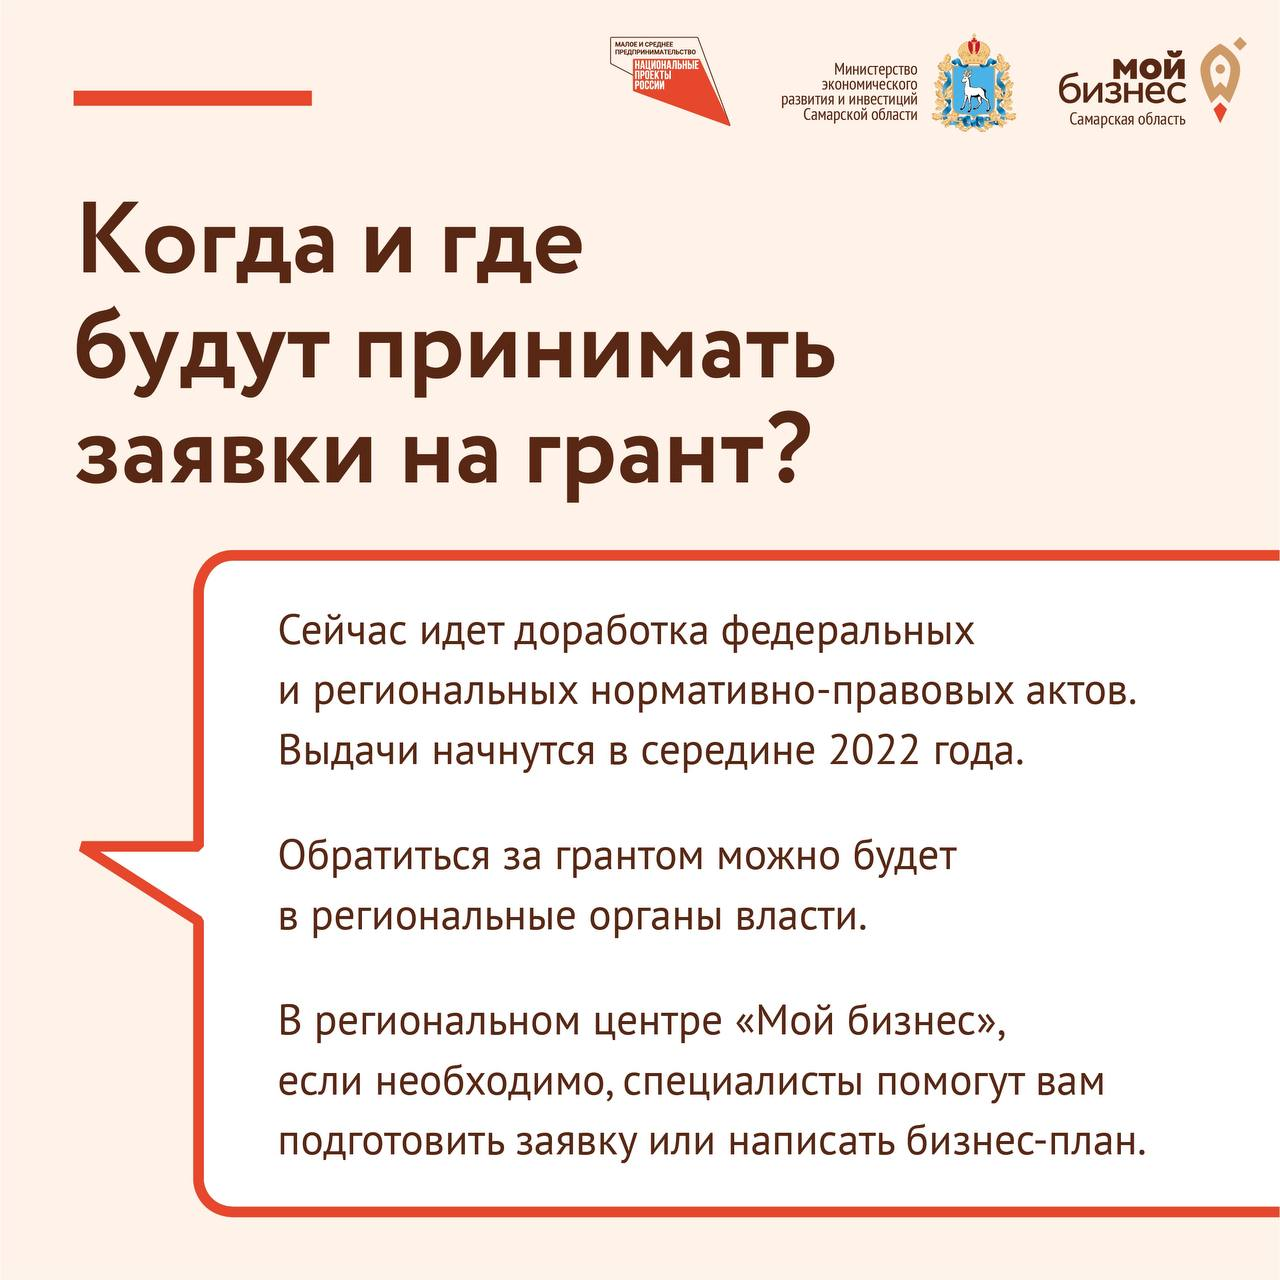 МАЛОЕ И СРЕДНЕЕ
ПРЕДПРИНИМАТЕЛЬСТВО
НАЦИОНАЛЬНЫЕ
ПРОЕКТЫ
РОССИИ
Министерство
экономического
развития и инвестиций
Самарской области
мой
бизнес
Самарская область
Когда и где
будут принимать
заявки на грант?
Сейчас идет доработка федеральных
и региональных нормативно-правовых актов.
Выдачи начнутся в середине 2022 года.
Обратиться за грантом можно будет
в региональные органы власти.
В региональном центре «Мой бизнес»,
если необходимо, специалисты помогут вам
подготовить заявку или написать бизнес-план.